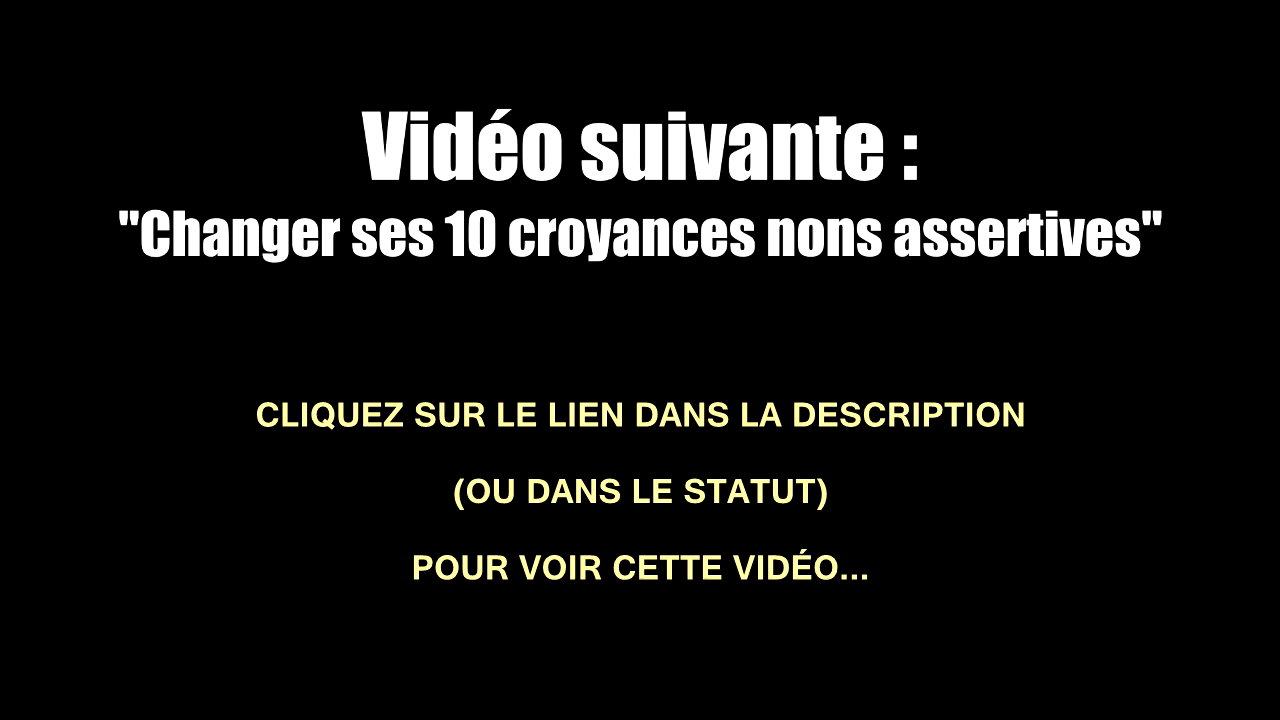 Vidéo suivante :
"Changer ses 10 croyances nons assertives"
CLIQUEZ SUR LE LIEN DANS LA DESCRIPTION
(OU DANS LE STATUT)
POUR VOIR CETTE VIDÉO...